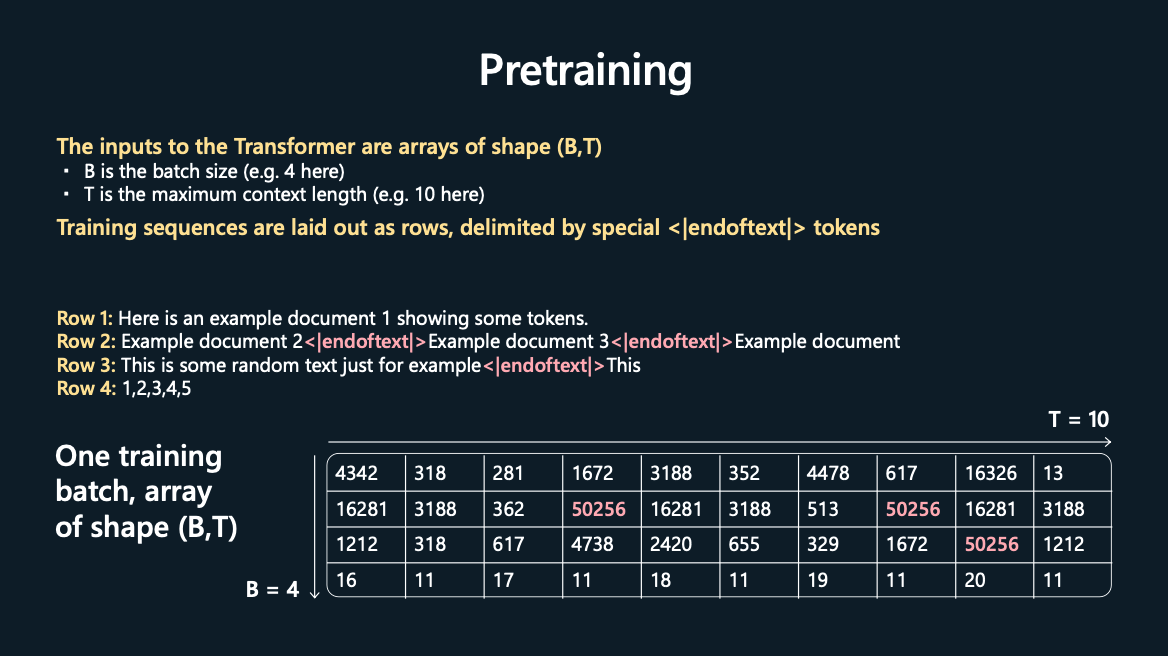 Pretraining
The inputs to the Transformer are arrays of shape (B,T)
· B is the batch size (e.g. 4 here)
· T is the maximum context length (e.g. 10 here)
Training sequences are laid out as rows, delimited by special <|endoftext|> tokens
Row 1: Here is an example document 1 showing some tokens.
Row 2: Example document 2<|endoftext|>Example document 3<|endoftext|>Example document
Row 3: This is some random text just for example<|endoftext|>This
Row 4: 1,2,3,4,5
T = 10
One training
batch, array
of shape (B,T)
B = 4
4342 318 281 1672 3188 352 4478 617 16326 13
16281 3188 362 50256 16281 3188 513 50256 16281 3188
1212 318 617 4738 2420 655 329 1672 50256 1212
16 11 17 11 18 11 19 11 20 11